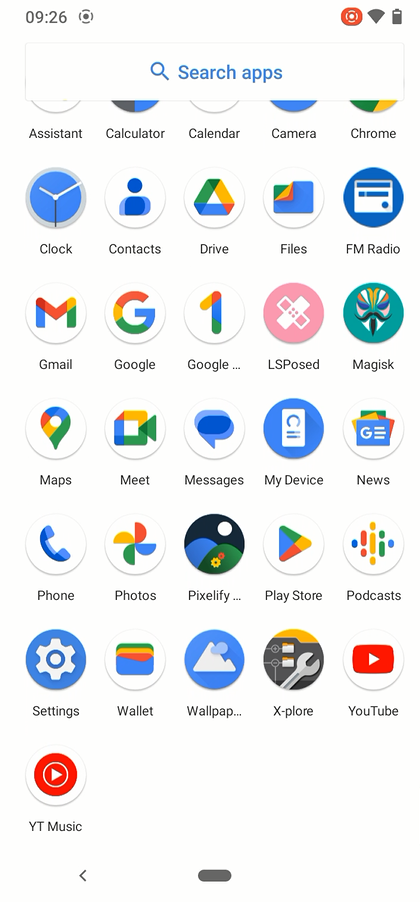 09:26
Search apps
Assistant Calculator Calendar Camera Chrome
Clock Contacts Drive Files FM Radio
Gmail Google Google ... LSPosed Magisk
Maps Meet Messages My Device News
Phone Photos Pixelify ... Play Store Podcasts
Settings Wallet Wallpap... X-plore YouTube
YT Music